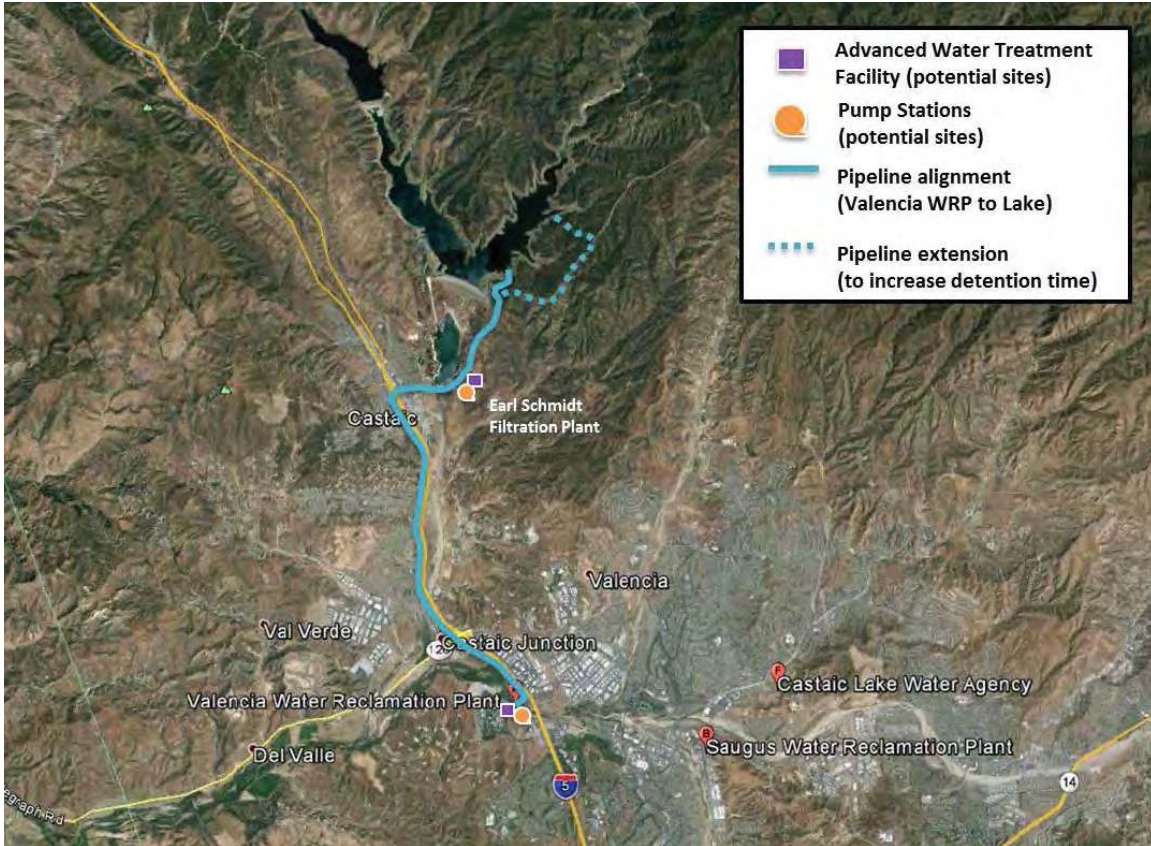 Advanced Water Treatment
Facility (potential sites)
Pump Stations
(potential sites)
Pipeline alignment
(Valencia WRP to Lake)
Pipeline extension
(to increase detention time)
Earl Schmidt
Filtration Plant
Castaic
Valencia
Val Verde
Castaic Junction
12
F
Valencia Water Reclamation Plant
Castaic Lake Water Agency
B
Del Valle
Saugus Water Reclamation Plant
5
14
egraph Rd